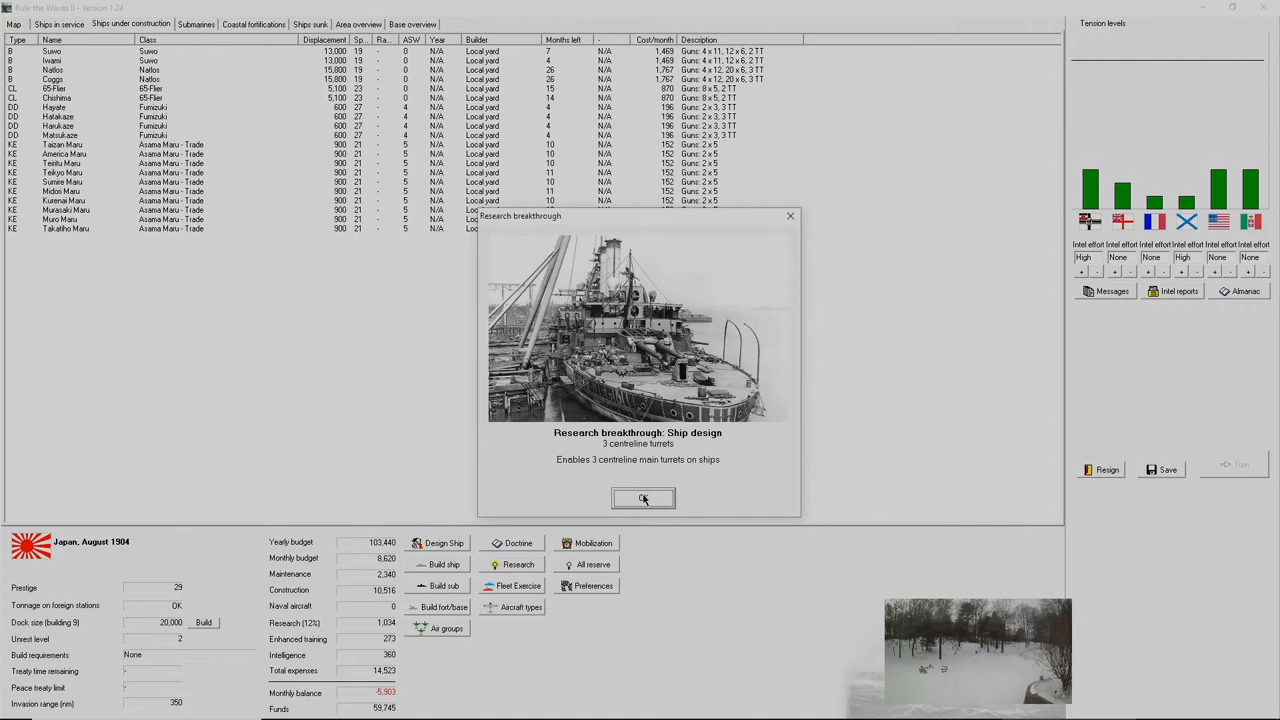 Rule the Waves II - Version 1.24
Map Ships in service Ships under construction Submarines Coastal fortifications Ships sunk Area overview Base overview
Type Name Class Displacement Sp... Ra... ASW Year Builder Months left - Cost/month Description
B Suwo Suwo 13,000 19 - 0 N/A Local yard 7 N/A 1,469 Guns: 4 x 11, 12 x 6, 2 TT
B Iwami Suwo 13,000 19 - 0 N/A Local yard 4 N/A 1,469 Guns: 4 x 11, 12 x 6, 2 TT
B Natlos Natlos 15,800 19 - 0 N/A Local yard 26 N/A 1,767 Guns: 4 x 12, 20 x 6, 3 TT
B Coggs Natlos 15,800 19 - 0 N/A Local yard 26 N/A 1,767 Guns: 4 x 12, 20 x 6, 3 TT
CL 65-Flier 65-Flier 5,100 23 - 0 N/A Local yard 15 N/A 870 Guns: 8 x 5, 2 TT
CL Chishima 65-Flier 5,100 23 - 0 N/A Local yard 14 N/A 870 Guns: 8 x 5, 2 TT
DD Hayate Fumizuki 600 27 - 4 N/A Local yard 4 N/A 196 Guns: 2 x 3, 3 TT
DD Hatakaze Fumizuki 600 27 - 4 N/A Local yard 4 N/A 196 Guns: 2 x 3, 3 TT
DD Harukaze Fumizuki 600 27 - 4 N/A Local yard 4 N/A 196 Guns: 2 x 3, 3 TT
DD Matsukaze Fumizuki 600 27 - 4 N/A Local yard 4 N/A 196 Guns: 2 x 3, 3 TT
KE Taizan Maru Asama Maru - Trade 900 21 - 5 N/A Local yard 10 N/A 152 Guns: 2 x 5
KE America Maru Asama Maru - Trade 900 21 - 5 N/A Local yard 10 N/A 152 Guns: 2 x 5
KE Teiritu Maru Asama Maru - Trade 900 21 - 5 N/A Local yard 10 N/A 152 Guns: 2 x 5
KE Teikyo Maru Asama Maru - Trade 900 21 - 5 N/A Local yard 11 N/A 152 Guns: 2 x 5
KE Sumire Maru Asama Maru - Trade 900 21 - 5 N/A Local yard 10 N/A 152 Guns: 2 x 5
KE Midori Maru Asama Maru - Trade 900 21 - 5 N/A Local yard 11 N/A 152 Guns: 2 x 5
KE Kurenai Maru Asama Maru - Trade 900 21 - 5 N/A Local yard 10 N/A 152 Guns: 2 x 5
KE Murasaki Maru Asama Maru - Trade 900 21 - 5 N/A
KE Muro Maru Asama Maru - Trade 900 21 - 5 N/A
KE Takatiho Maru Asama Maru - Trade 900 21 - 5 N/A
Research breakthrough
Research breakthrough: Ship design
3 centreline turrets
Enables 3 centreline main turrets on ships
OK
Tension levels
Intel effort Intel effort Intel effort Intel effort Intel effort Intel effort
High None None High None None
+ - + - + - + - + - + -
Messages Intel reports Almanac
Resign Save Turn
Japan, August 1904
Prestige 29
Tonnage on foreign stations OK
Dock size (building 9) 20,000 Build
Unrest level 2
Build requirements None
Treaty time remaining -
Peace treaty limit -
Invasion range (nm) 350
Yearly budget 103,440
Monthly budget 8,620
Maintenance 2,340
Construction 10,516
Naval aircraft 0
Research (12%) 1,034
Enhanced training 273
Intelligence 360
Total expenses 14,523
Monthly balance -5,903
Funds 59,745
Design Ship Doctrine Mobilization
Build ship Research All reserve
Build sub Fleet Exercise Preferences
Build fort/base Aircraft types
Air groups